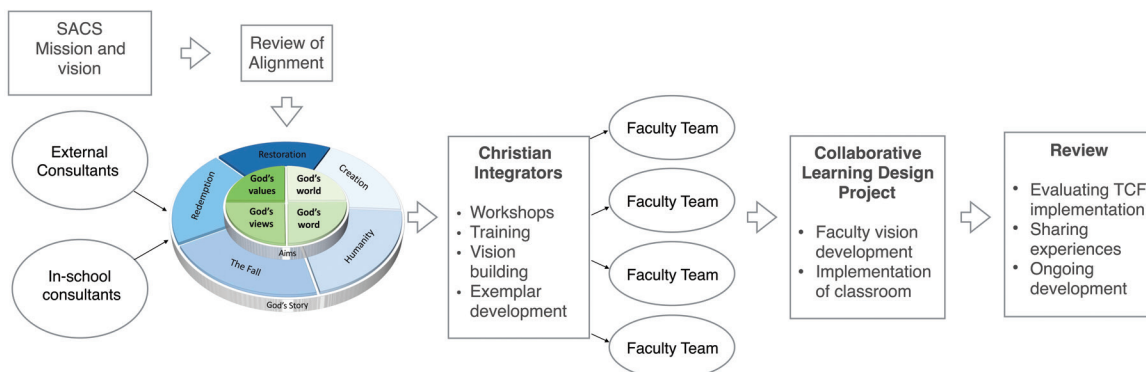 SACS
Mission and
vision
Review of
Alignment
External
Consultants
In-school
consultants
Restoration
Creation
Redemption
Humanity
The Fall
God's
values
God's
world
God's
views
God's
word
Aims
God's Story
Christian
Integrators
• Workshops
• Training
• Vision
building
• Exemplar
development
Faculty Team
Faculty Team
Faculty Team
Faculty Team
Collaborative
Learning Design
Project
• Faculty vision
development
• Implementation
of classroom
Review
• Evaluating TCF
implementation
• Sharing
experiences
• Ongoing
development